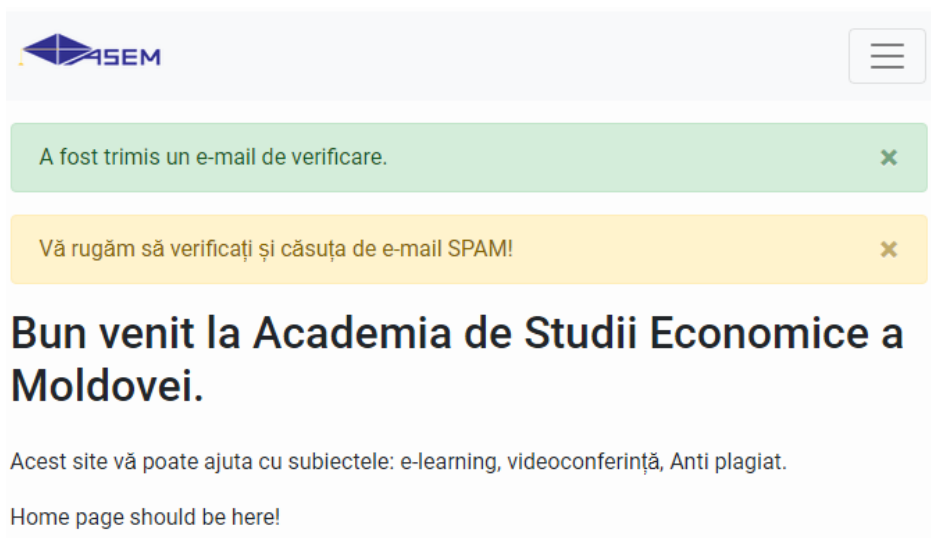 ASEM
A fost trimis un e-mail de verificare.
Vă rugăm să verificați și căsuța de e-mail SPAM!
Bun venit la Academia de Studii Economice a
Moldovei.
Acest site vă poate ajuta cu subiectele: e-learning, videoconferință, Anti plagiat.
Home page should be here!